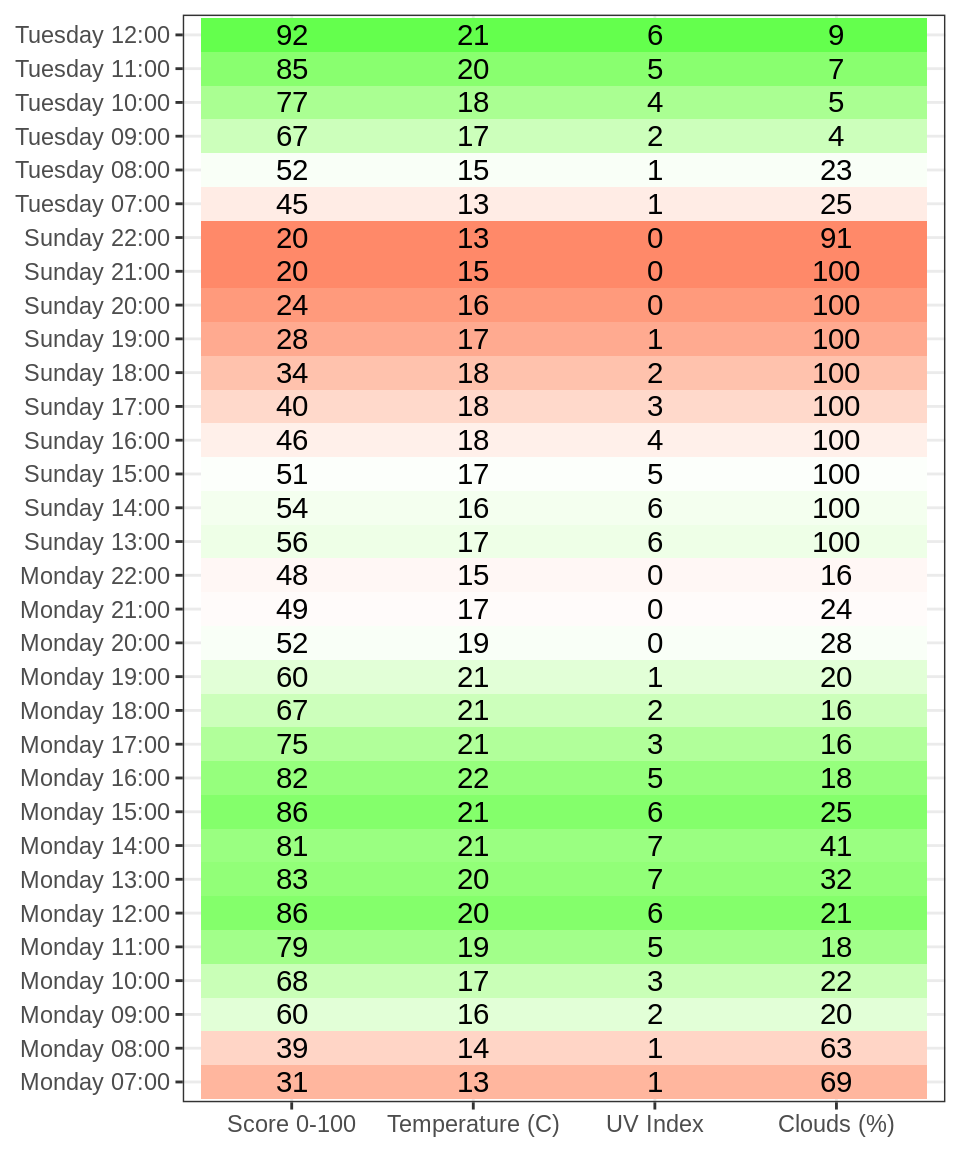 Tuesday 12:00 92 21 6 9
Tuesday 11:00 85 20 5 7
Tuesday 10:00 77 18 4 5
Tuesday 09:00 67 17 2 4
Tuesday 08:00 52 15 1 23
Tuesday 07:00 45 13 1 25
Sunday 22:00 20 13 0 91
Sunday 21:00 20 15 0 100
Sunday 20:00 24 16 0 100
Sunday 19:00 28 17 1 100
Sunday 18:00 34 18 2 100
Sunday 17:00 40 18 3 100
Sunday 16:00 46 18 4 100
Sunday 15:00 51 17 5 100
Sunday 14:00 54 16 6 100
Sunday 13:00 56 17 6 100
Monday 22:00 48 15 0 16
Monday 21:00 49 17 0 24
Monday 20:00 52 19 0 28
Monday 19:00 60 21 1 20
Monday 18:00 67 21 2 16
Monday 17:00 75 21 3 16
Monday 16:00 82 22 5 18
Monday 15:00 86 21 6 25
Monday 14:00 81 21 7 41
Monday 13:00 83 20 7 32
Monday 12:00 86 20 6 21
Monday 11:00 79 19 5 18
Monday 10:00 68 17 3 22
Monday 09:00 60 16 2 20
Monday 08:00 39 14 1 63
Monday 07:00 31 13 1 69
Score 0-100 Temperature (C) UV Index Clouds (%)